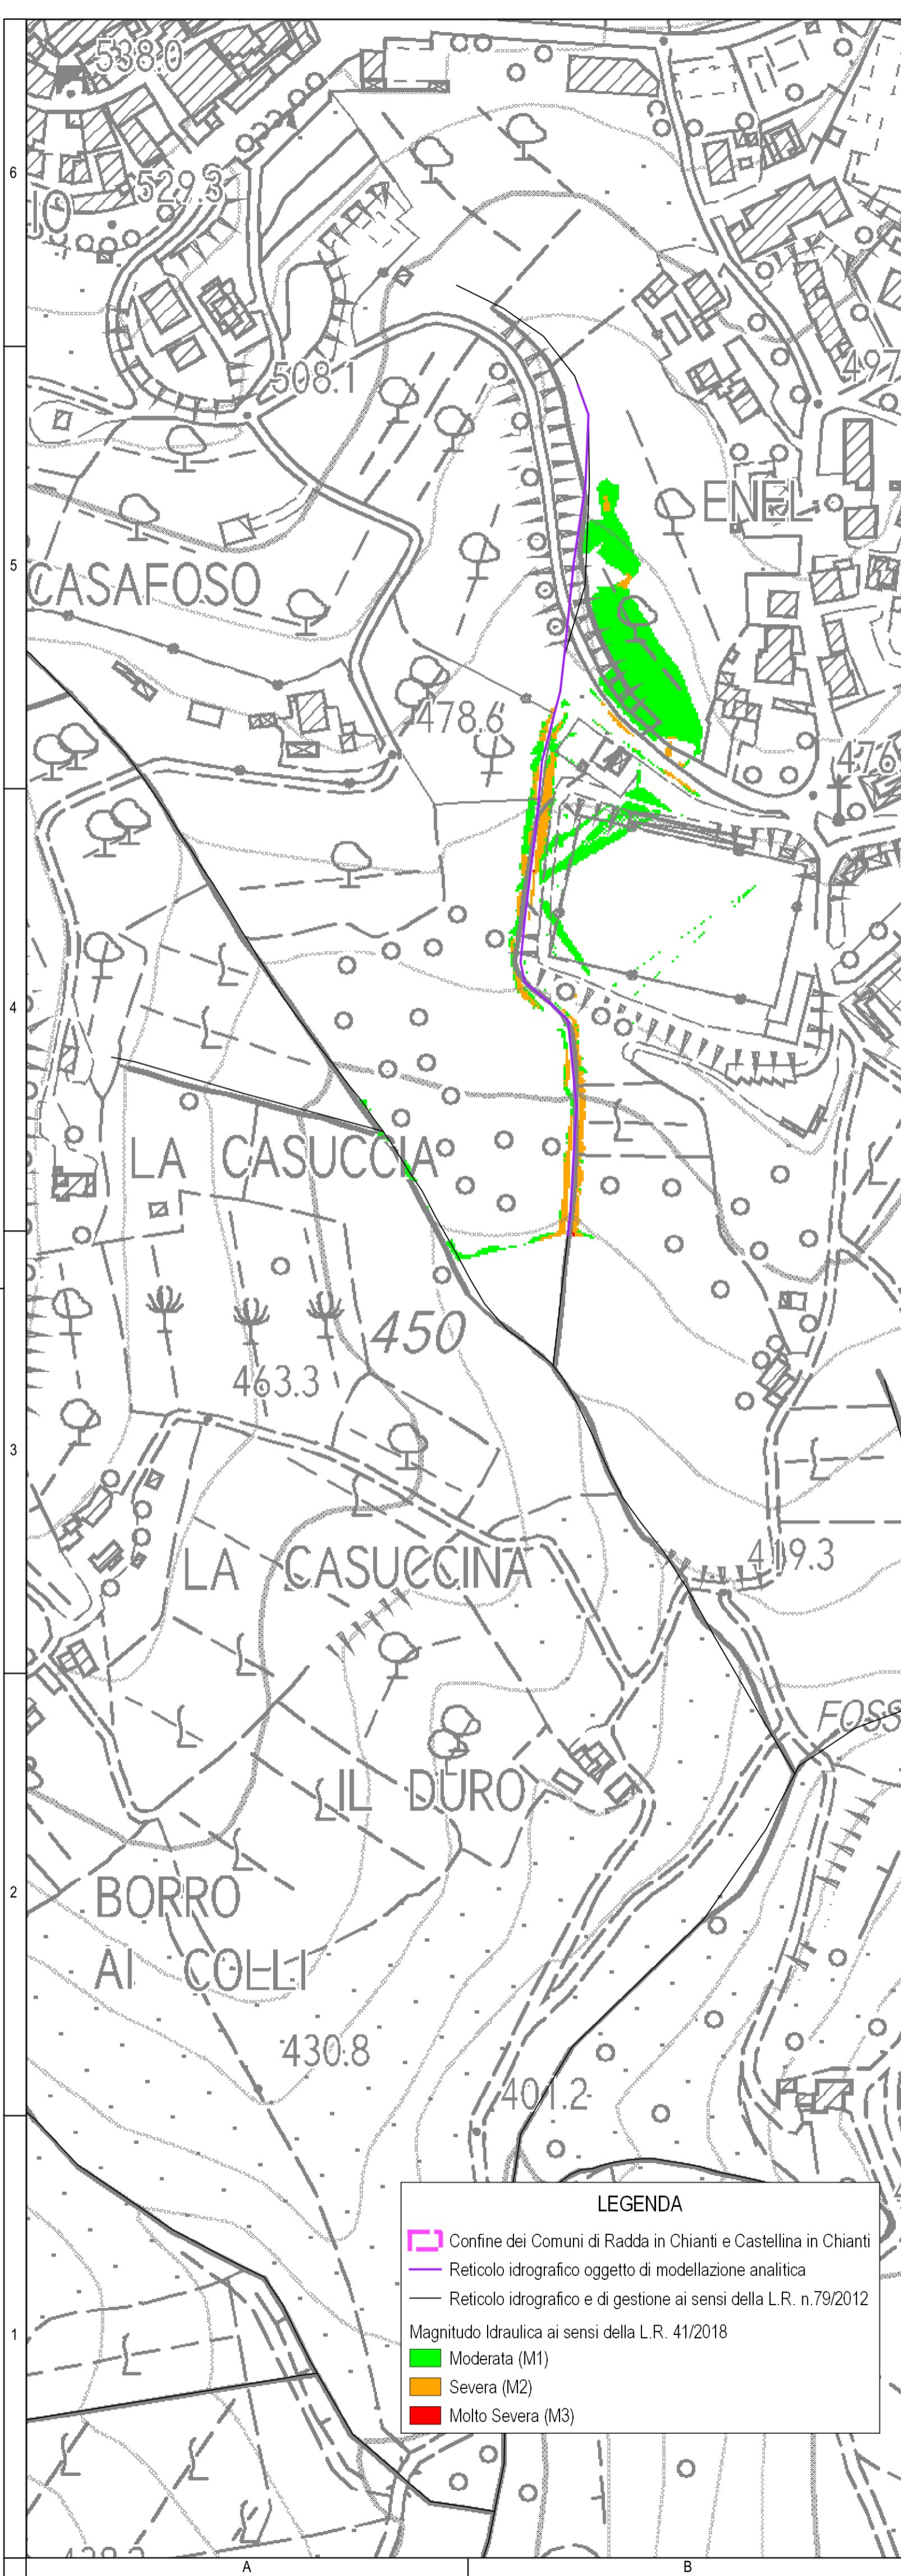 538.0
6
529.3
IO
508.1
497
ENEL
5
CASAFOSO
478.6
476
4
LA CASUCCIA
450
463.3
3
419.3
LA CASUCCINA
FOSS
IL DURO
2
BORRO
AI COLLI
430.8
401.2
LEGENDA
Confine dei Comuni di Radda in Chianti e Castellina in Chianti
Reticolo idrografico oggetto di modellazione analitica
Reticolo idrografico e di gestione ai sensi della L.R. n.79/2012
1
Magnitudo Idraulica ai sensi della L.R. 41/2018
Moderata (M1)
Severa (M2)
Molto Severa (M3)
A
B